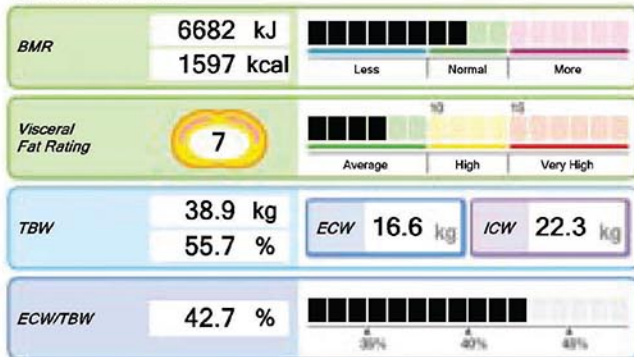 BMR
6682 kJ
1597 kcal
Less Normal More
Visceral
Fat Rating
7
10 15
Average High Very High
TBW
38.9 kg
55.7 %
ECW 16.6 kg
ICW 22.3 kg
ECW/TBW
42.7 %
35% 40% 45%